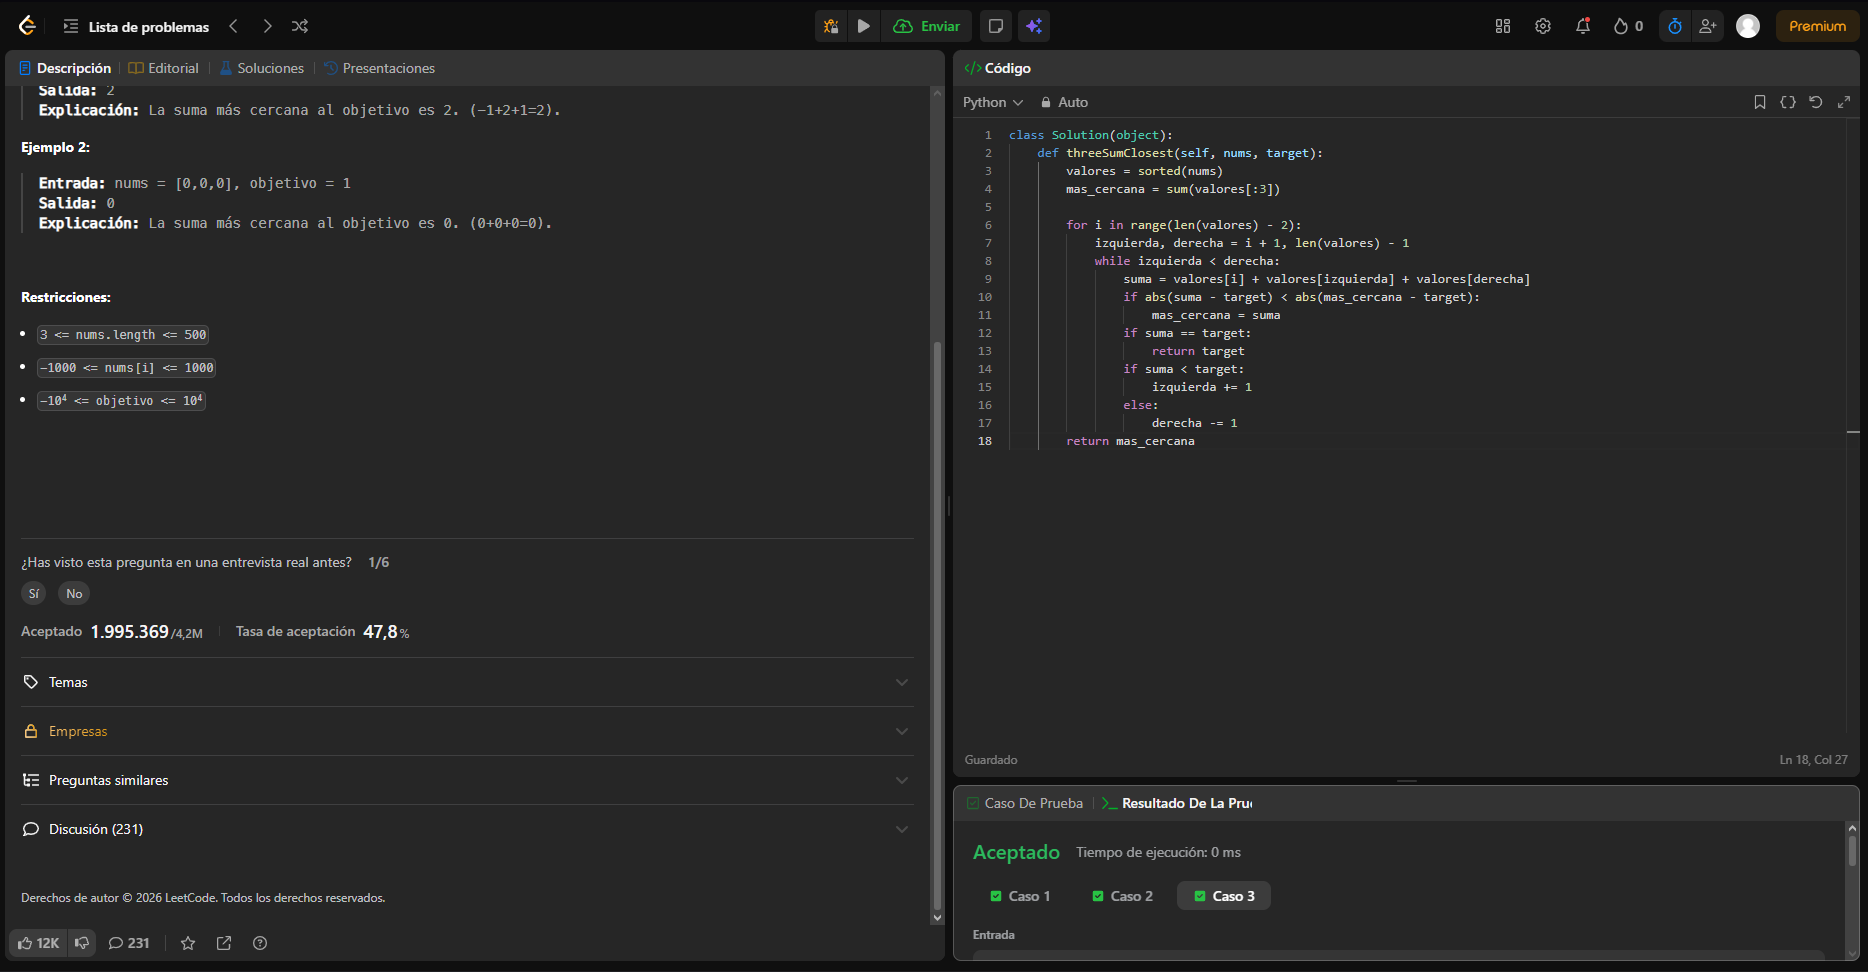 Lista de problemas
Enviar
0
Premium
Descripción
Editorial
Soluciones
Presentaciones
Salida: 2
Explicación: La suma más cercana al objetivo es 2. (−1+2+1=2).
Ejemplo 2:
Entrada: nums = [0,0,0], objetivo = 1
Salida: 0
Explicación: La suma más cercana al objetivo es 0. (0+0+0=0).
Restricciones:
3 <= nums.length <= 500
−1000 <= nums[i] <= 1000
−10⁴ <= objetivo <= 10⁴
¿Has visto esta pregunta en una entrevista real antes? 1/6
Sí
No
Aceptado 1.995.369/4,2M
Tasa de aceptación 47,8 %
Temas
Empresas
Preguntas similares
Discusión (231)
Derechos de autor © 2026 LeetCode. Todos los derechos reservados.
12K
231
</> Código
Python
Auto
1 class Solution(object):
2     def threeSumClosest(self, nums, target):
3         valores = sorted(nums)
4         mas_cercana = sum(valores[:3])
5
6         for i in range(len(valores) - 2):
7             izquierda, derecha = i + 1, len(valores) - 1
8             while izquierda < derecha:
9                 suma = valores[i] + valores[izquierda] + valores[derecha]
10                 if abs(suma - target) < abs(mas_cercana - target):
11                     mas_cercana = suma
12                 if suma == target:
13                     return target
14                 if suma < target:
15                     izquierda += 1
16                 else:
17                     derecha -= 1
18         return mas_cercana
Guardado
Ln 18, Col 27
Caso De Prueba
Resultado De La Prue
Aceptado
Tiempo de ejecución: 0 ms
Caso 1
Caso 2
Caso 3
Entrada